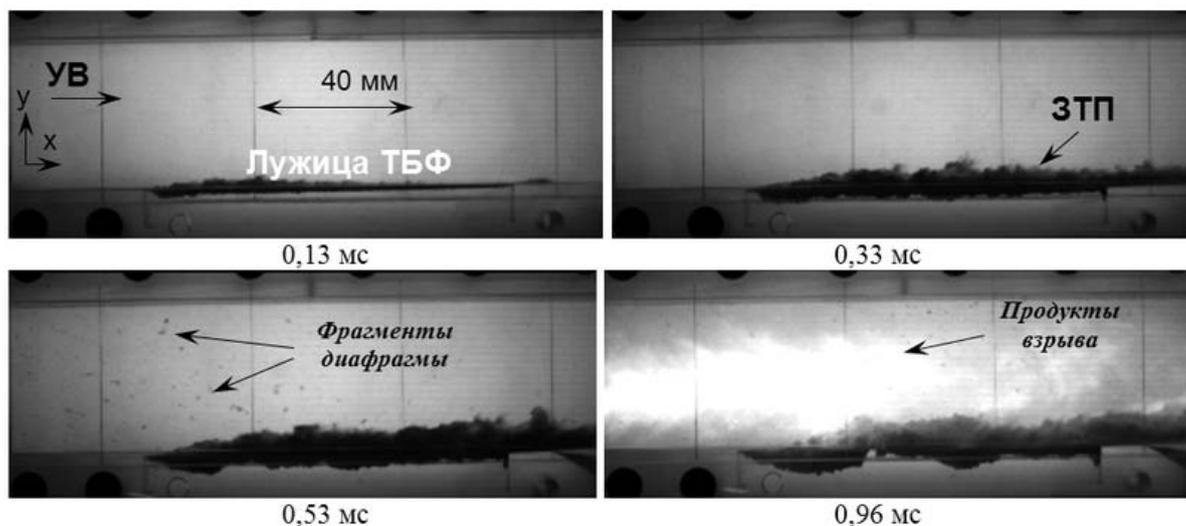 УВ
40 мм
y
x
Лужица ТБФ
0,13 мс
ЗТП
0,33 мс
Фрагменты
диафрагмы
0,53 мс
Продукты
взрыва
0,96 мс